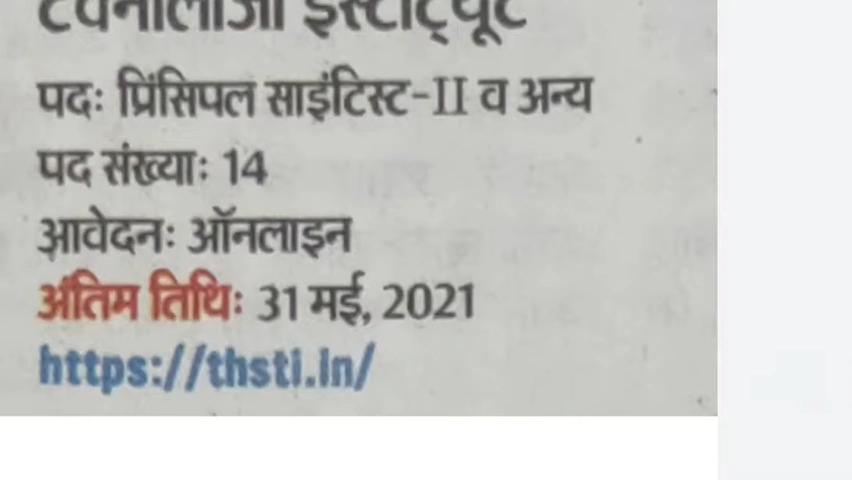 टेक्नोलॉजी इंस्टीट्यूट
पदः प्रिंसिपल साइंटिस्ट-II व अन्य
पद संख्याः 14
आवेदनः ऑनलाइन
अंतिम तिथिः 31 मई, 2021
https://thsti.in/